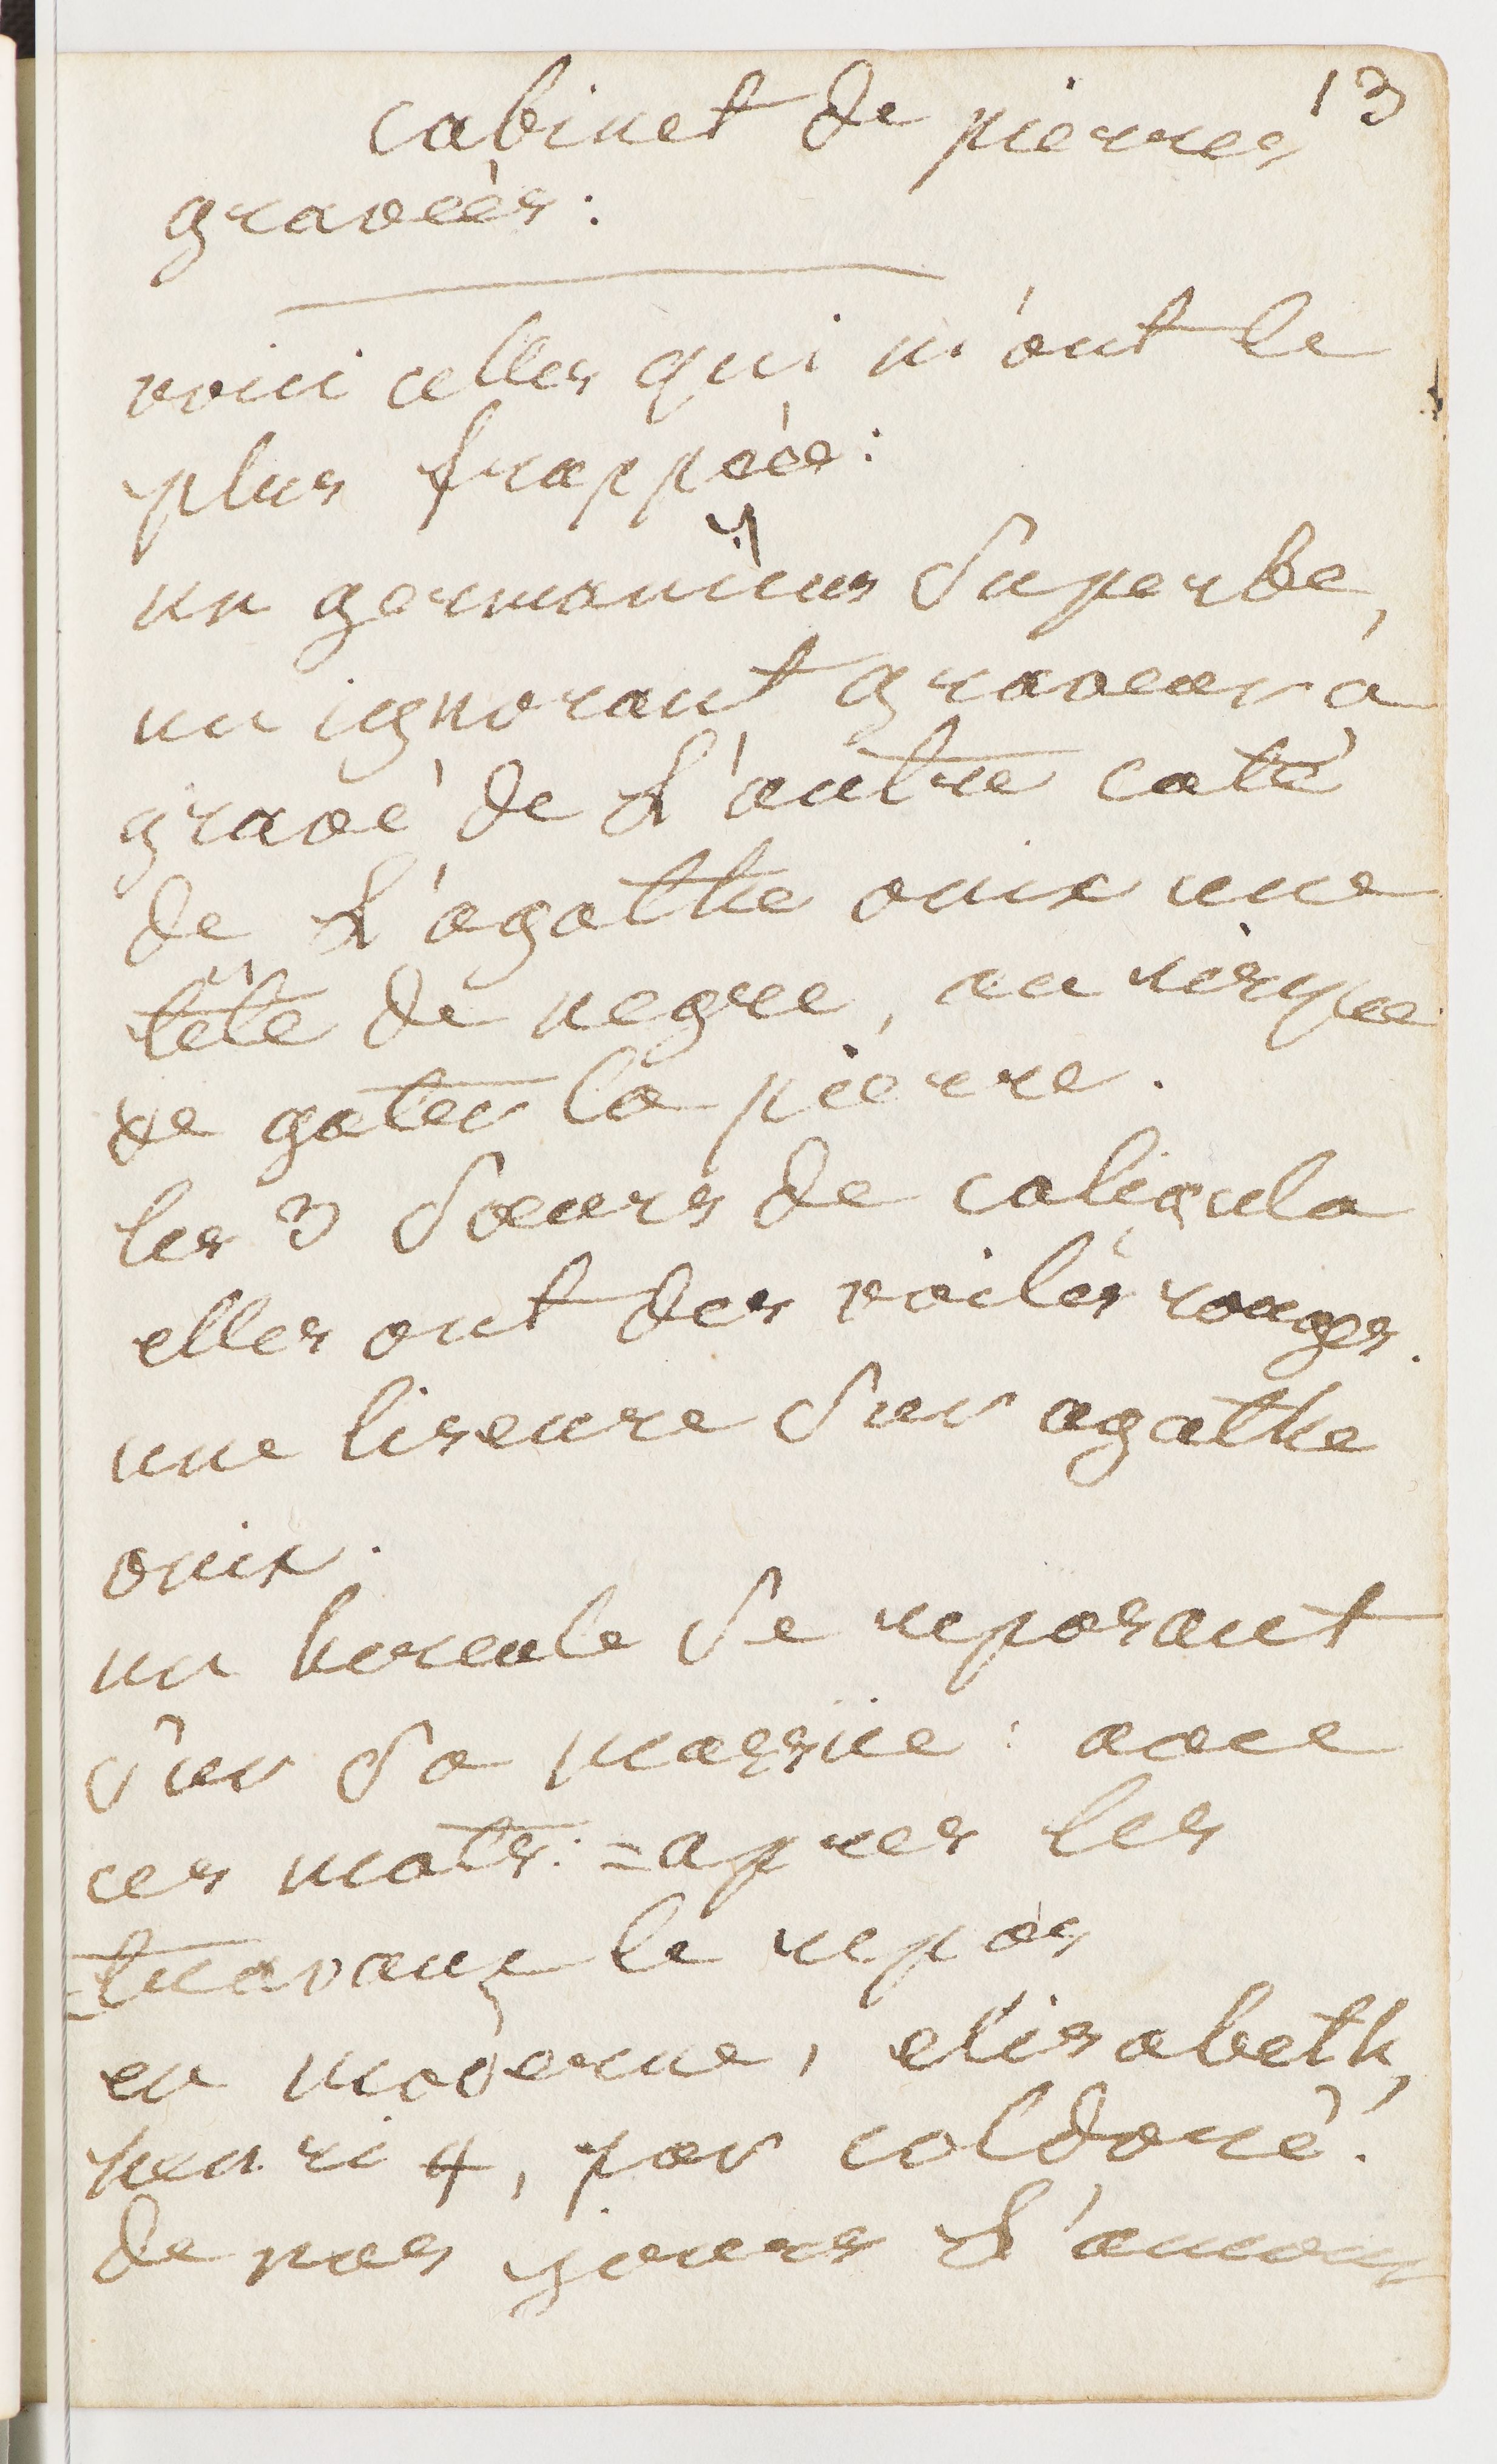 13
cabinet de pierres
gravées:
voici celles qui m'ont le
plus frappée:
un germanicus superbe,
un ignorant graveur a
gravé de l'autre coté
de l'agathe onix une
tête de negre, au risque
de gater la pierre.
les 3 soeurs de caligula
elles ont des voiles rouges.
une liseure sur agathe
onix.
un hercule se reposant
sur sa massue: avec
ces mots: = apres les
= travaux le repos
en moderne, elisabeth,
henri 4, par coldoré.
de nos jours l'amour